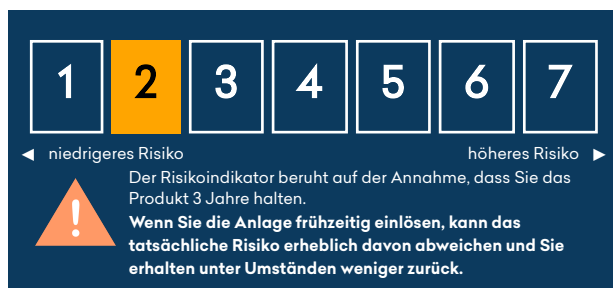 1 2 3 4 5 6 7
◄ niedrigeres Risiko höheres Risiko ►
Der Risikoindikator beruht auf der Annahme, dass Sie das
Produkt 3 Jahre halten.
Wenn Sie die Anlage frühzeitig einlösen, kann das
tatsächliche Risiko erheblich davon abweichen und Sie
erhalten unter Umständen weniger zurück.
!